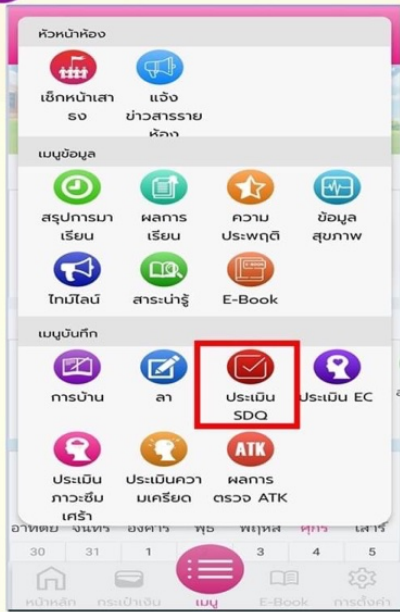 หัวหน้าห้อง
เช็กหน้าเสา
ธง
แจ้ง
ข่าวสารราย
ห้อง
เมนูข้อมูล
สรุปการมา
เรียน
ผลการ
เรียน
ความ
ประพฤติ
ข้อมูล
สุขภาพ
ไทม์ไลน์
สาระน่ารู้
E-Book
เมนูบันทึก
การบ้าน
ลา
ประเมิน
SDQ
ประเมิน EC
ประเมิน
ภาวะซึม
เศร้า
ประเมินควา
มเครียด
ATK
ผลการ
ตรวจ ATK
อาทิตย์ จันทร์ อังคาร พุธ พฤหัส ศุกร์ เสาร์
30 31 1 3 4 5
หน้าหลัก กระเป๋าเงิน เมนู E-Book การตั้งค่า